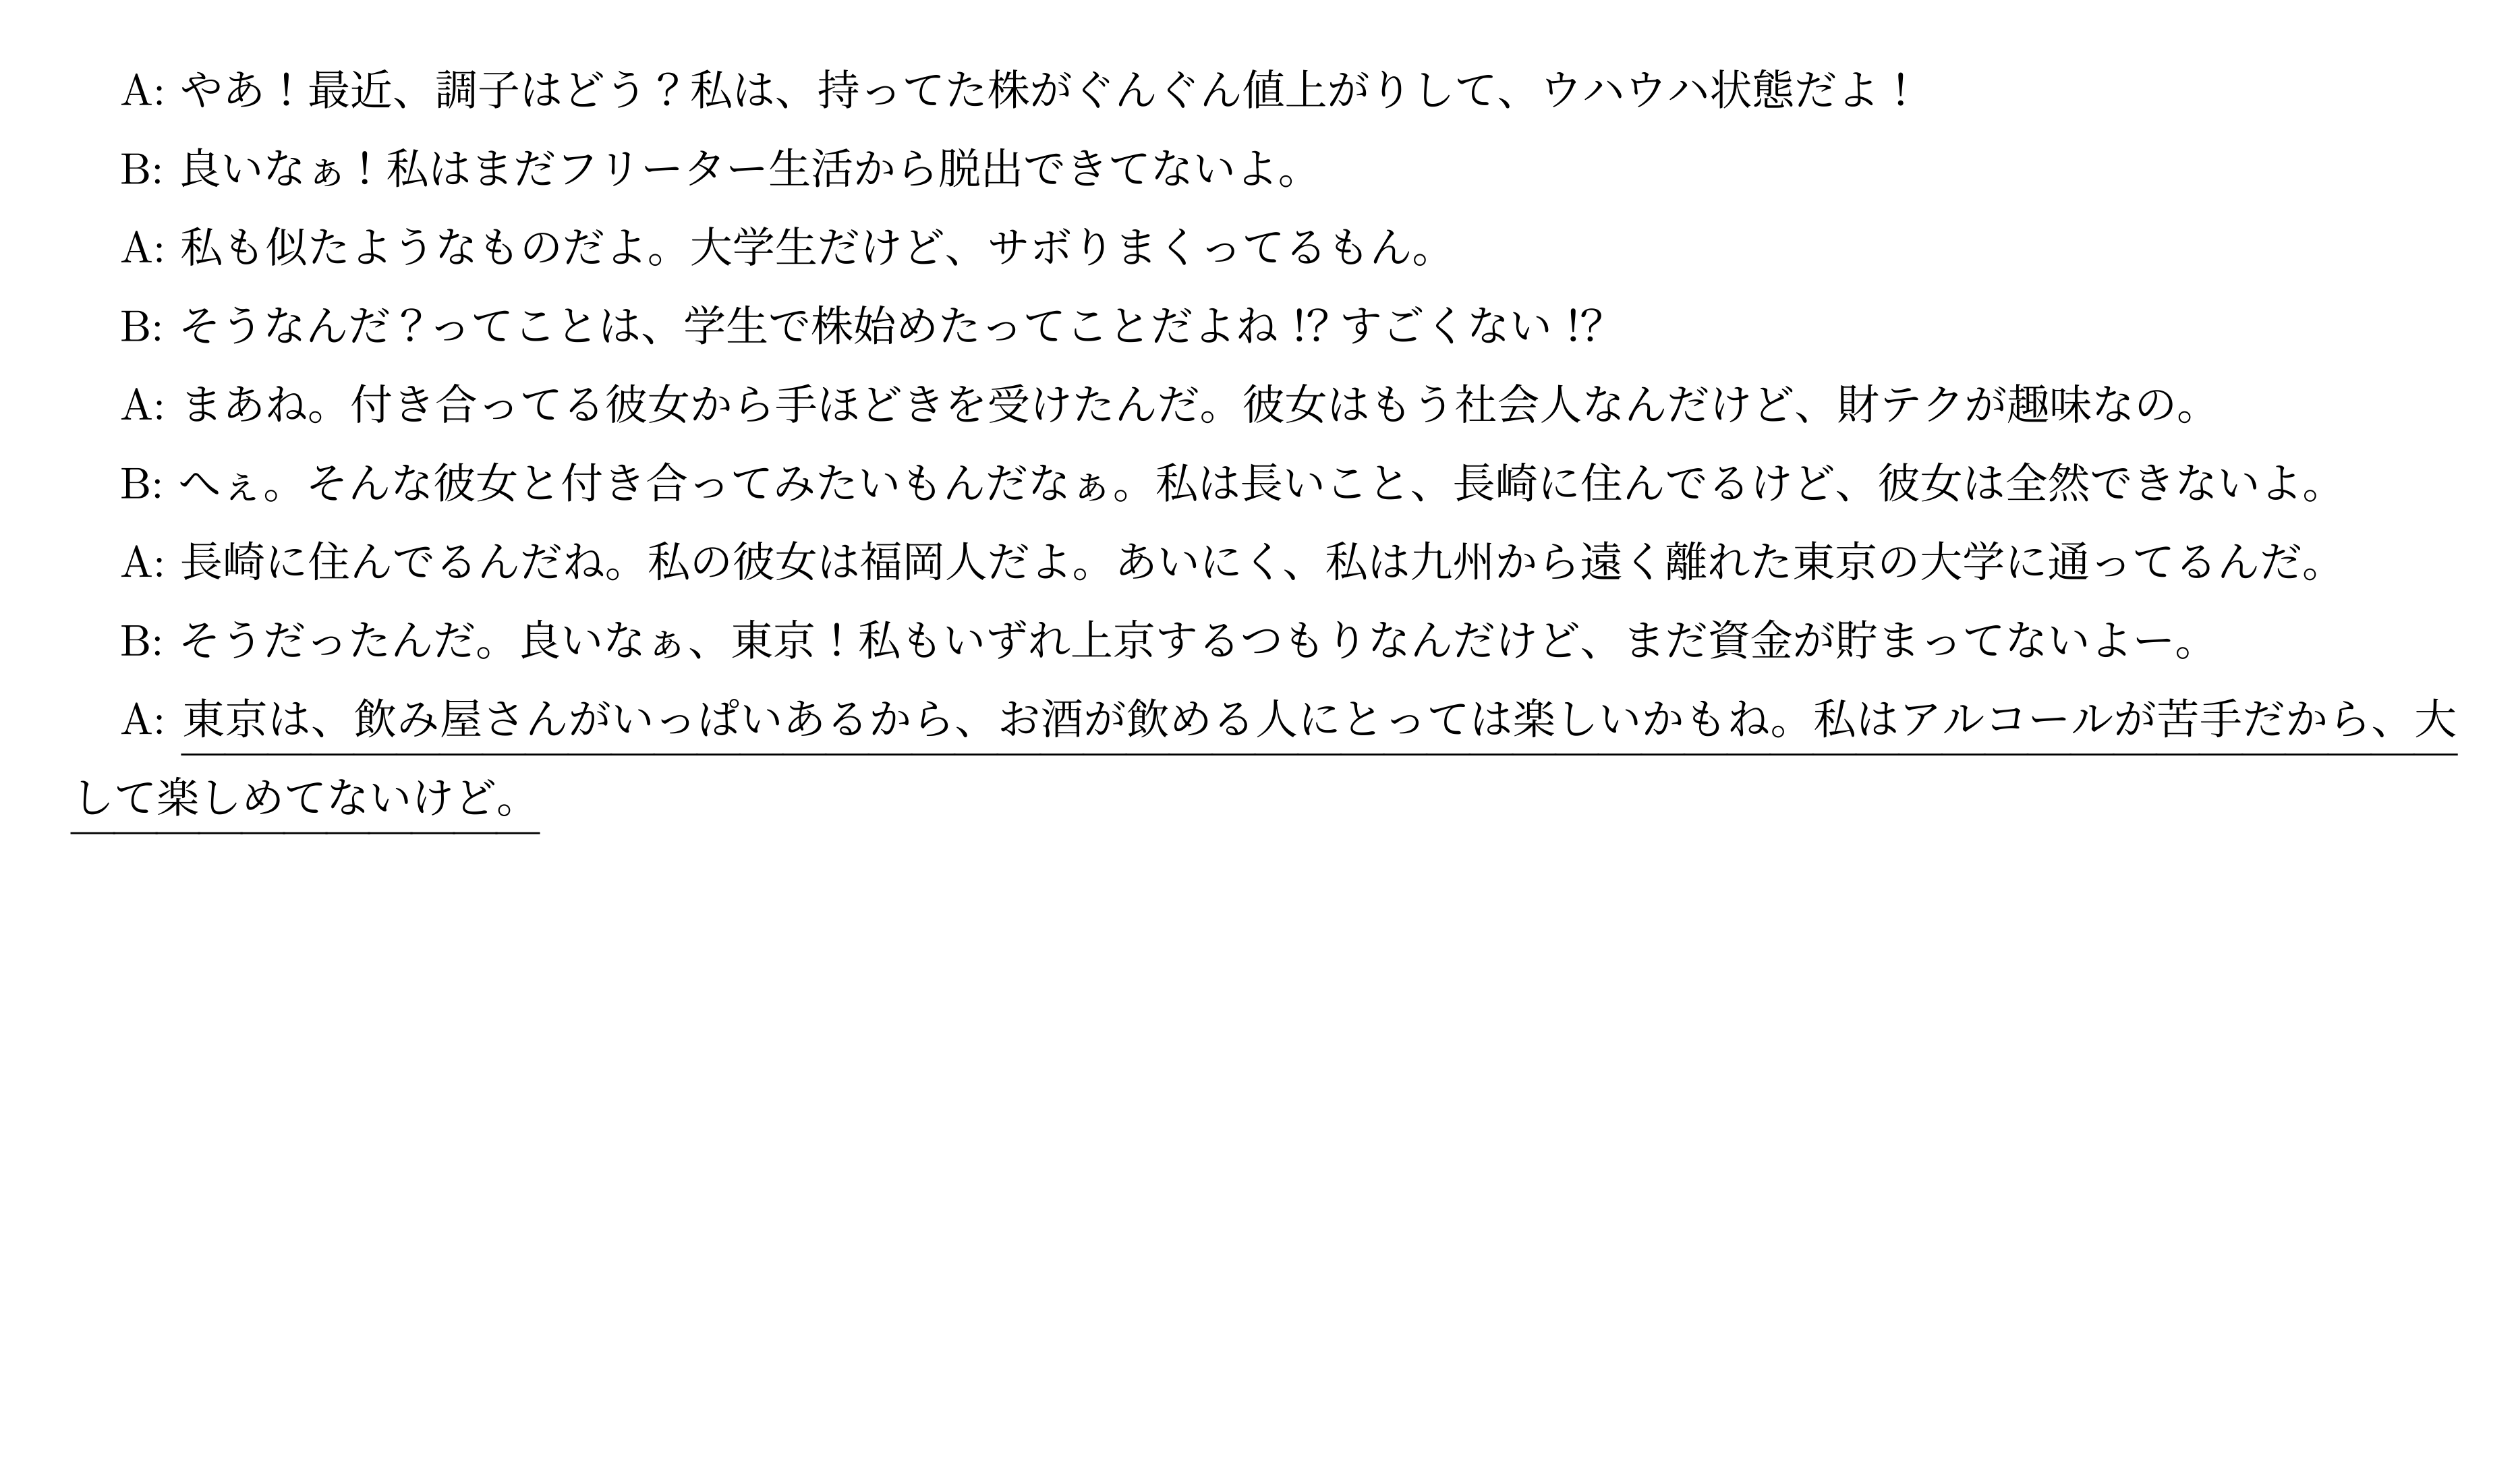 A: やあ！最近、調子はどう？私は、持ってた株がぐんぐん値上がりして、ウハウハ状態だよ！
B: 良いなぁ！私はまだフリーター生活から脱出できてないよ。
A: 私も似たようなものだよ。大学生だけど、サボりまくってるもん。
B: そうなんだ？ってことは、学生で株始めたってことだよね⁉すごくない⁉
A: まあね。付き合ってる彼女から手ほどきを受けたんだ。彼女はもう社会人なんだけど、財テクが趣味なの。
B: へぇ。そんな彼女と付き合ってみたいもんだなぁ。私は長いこと、長崎に住んでるけど、彼女は全然できないよ。
A: 長崎に住んでるんだね。私の彼女は福岡人だよ。あいにく、私は九州から遠く離れた東京の大学に通ってるんだ。
B: そうだったんだ。良いなぁ、東京！私もいずれ上京するつもりなんだけど、まだ資金が貯まってないよー。
A: 東京は、飲み屋さんがいっぱいあるから、お酒が飲める人にとっては楽しいかもね。私はアルコールが苦手だから、大
して楽しめてないけど。